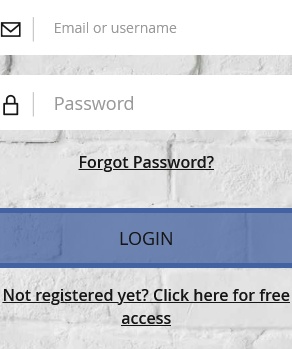 Email or username
Password
Forgot Password?
LOGIN
Not registered yet? Click here for free
access